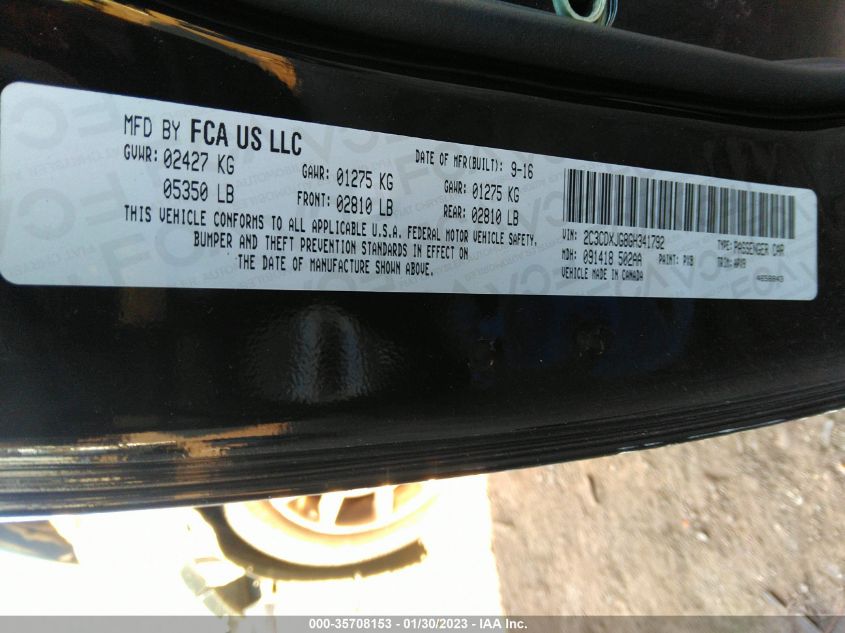 MFD BY FCA US LLC
DATE OF MFR(BUILT): 9-16
GVWR: 02427 KG
05350 LB
GAWR: 01275 KG
FRONT: 02810 LB
GAWR: 01275 KG
REAR: 02810 LB
THIS VEHICLE CONFORMS TO ALL APPLICABLE U.S.A. FEDERAL MOTOR VEHICLE SAFETY,
BUMPER AND THEFT PREVENTION STANDARDS IN EFFECT ON
THE DATE OF MANUFACTURE SHOWN ABOVE.
VIN: 2C3CDXJG8GH341792
TYPE: PASSENGER CAR
MDH: 091418 502AA
PAINT: PX8
TRIM: APX9
VEHICLE MADE IN CANADA
000-35708153 - 01/30/2023 - IAA Inc.